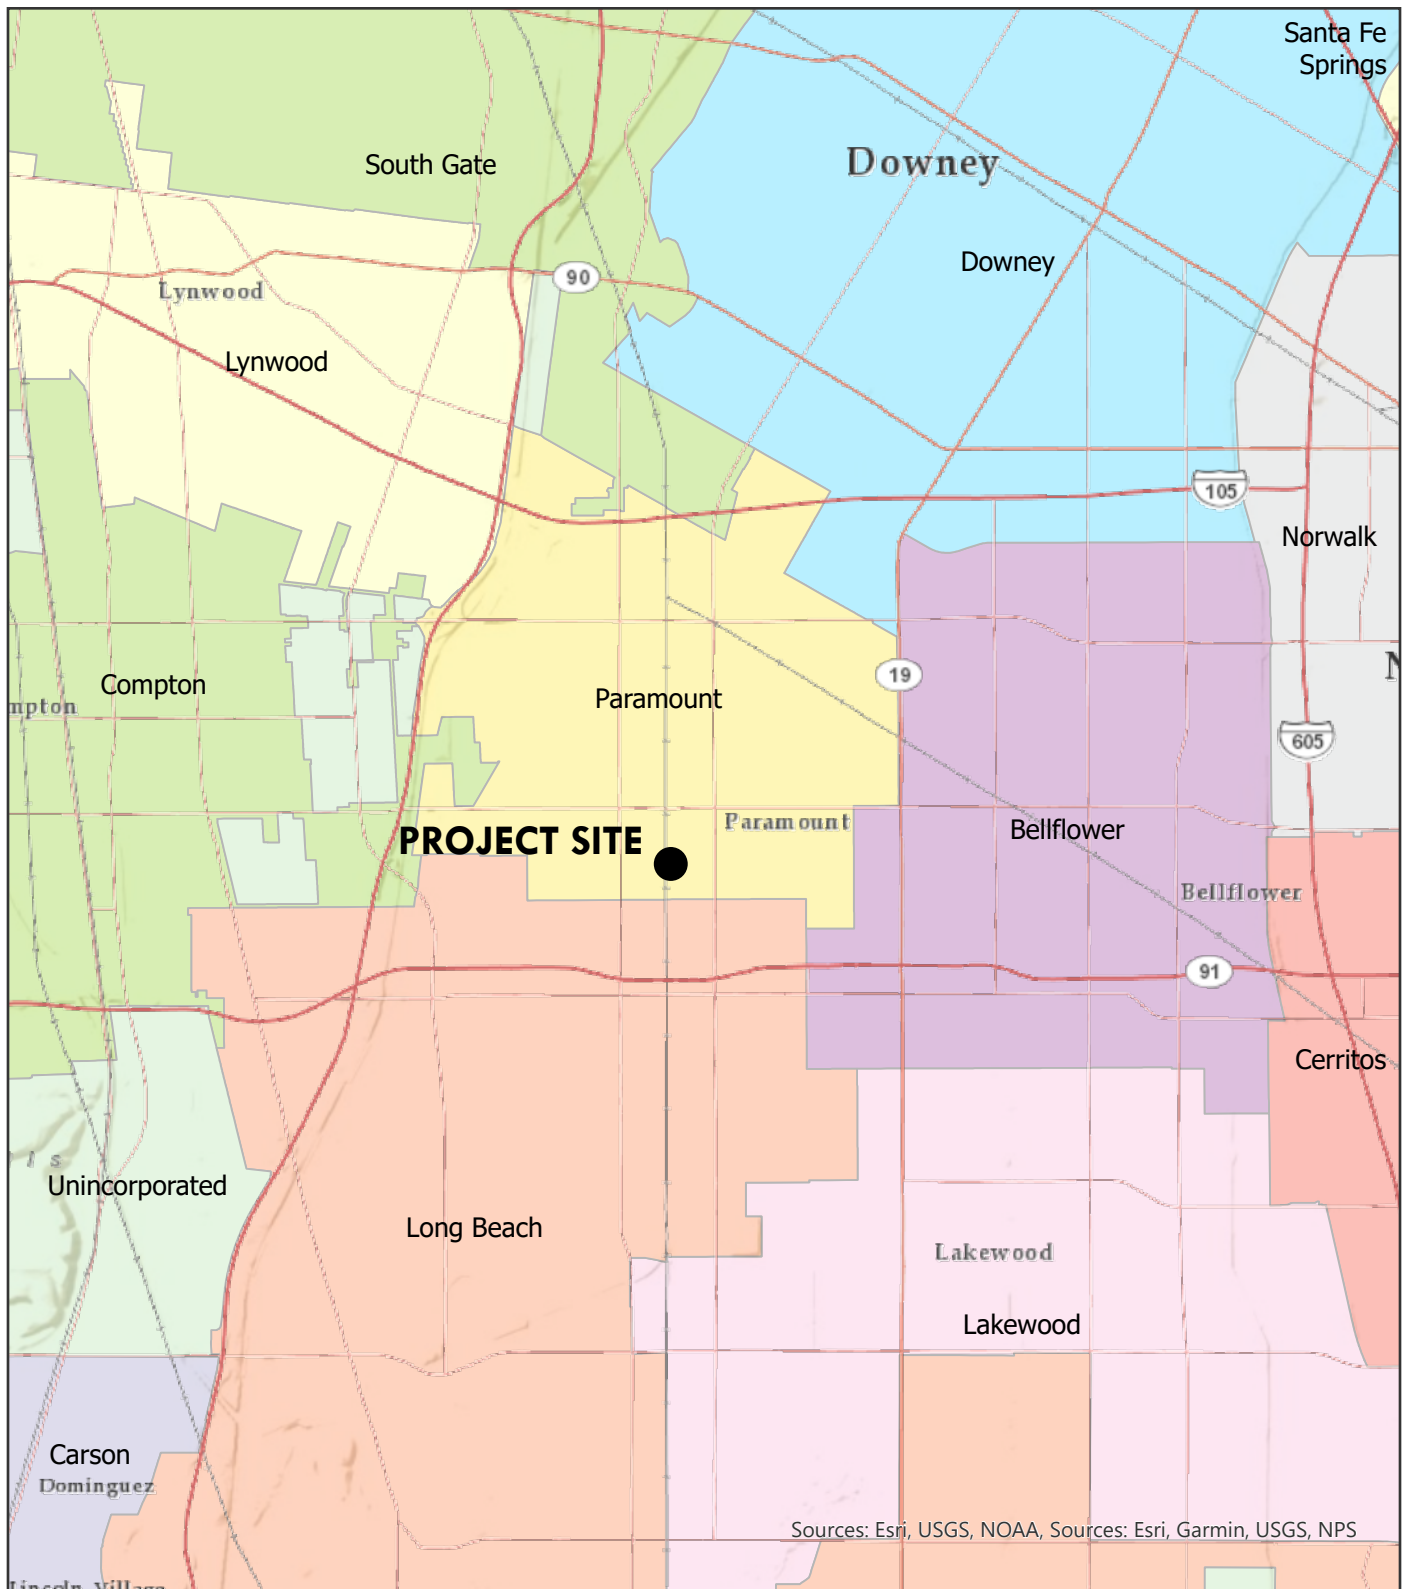 Santa Fe
Springs
South Gate
Downey
Downey
90
Lynwood
Lynwood
105
Norwalk
N
Compton
mpton
Paramount
19
605
PROJECT SITE
Paramount
Bellflower
Bellflower
91
Cerritos
l s
Unincorporated
Long Beach
Lakewood
Lakewood
Carson
Dominguez
Sources: Esri, USGS, NOAA, Sources: Esri, Garmin, USGS, NPS
Lincoln Village